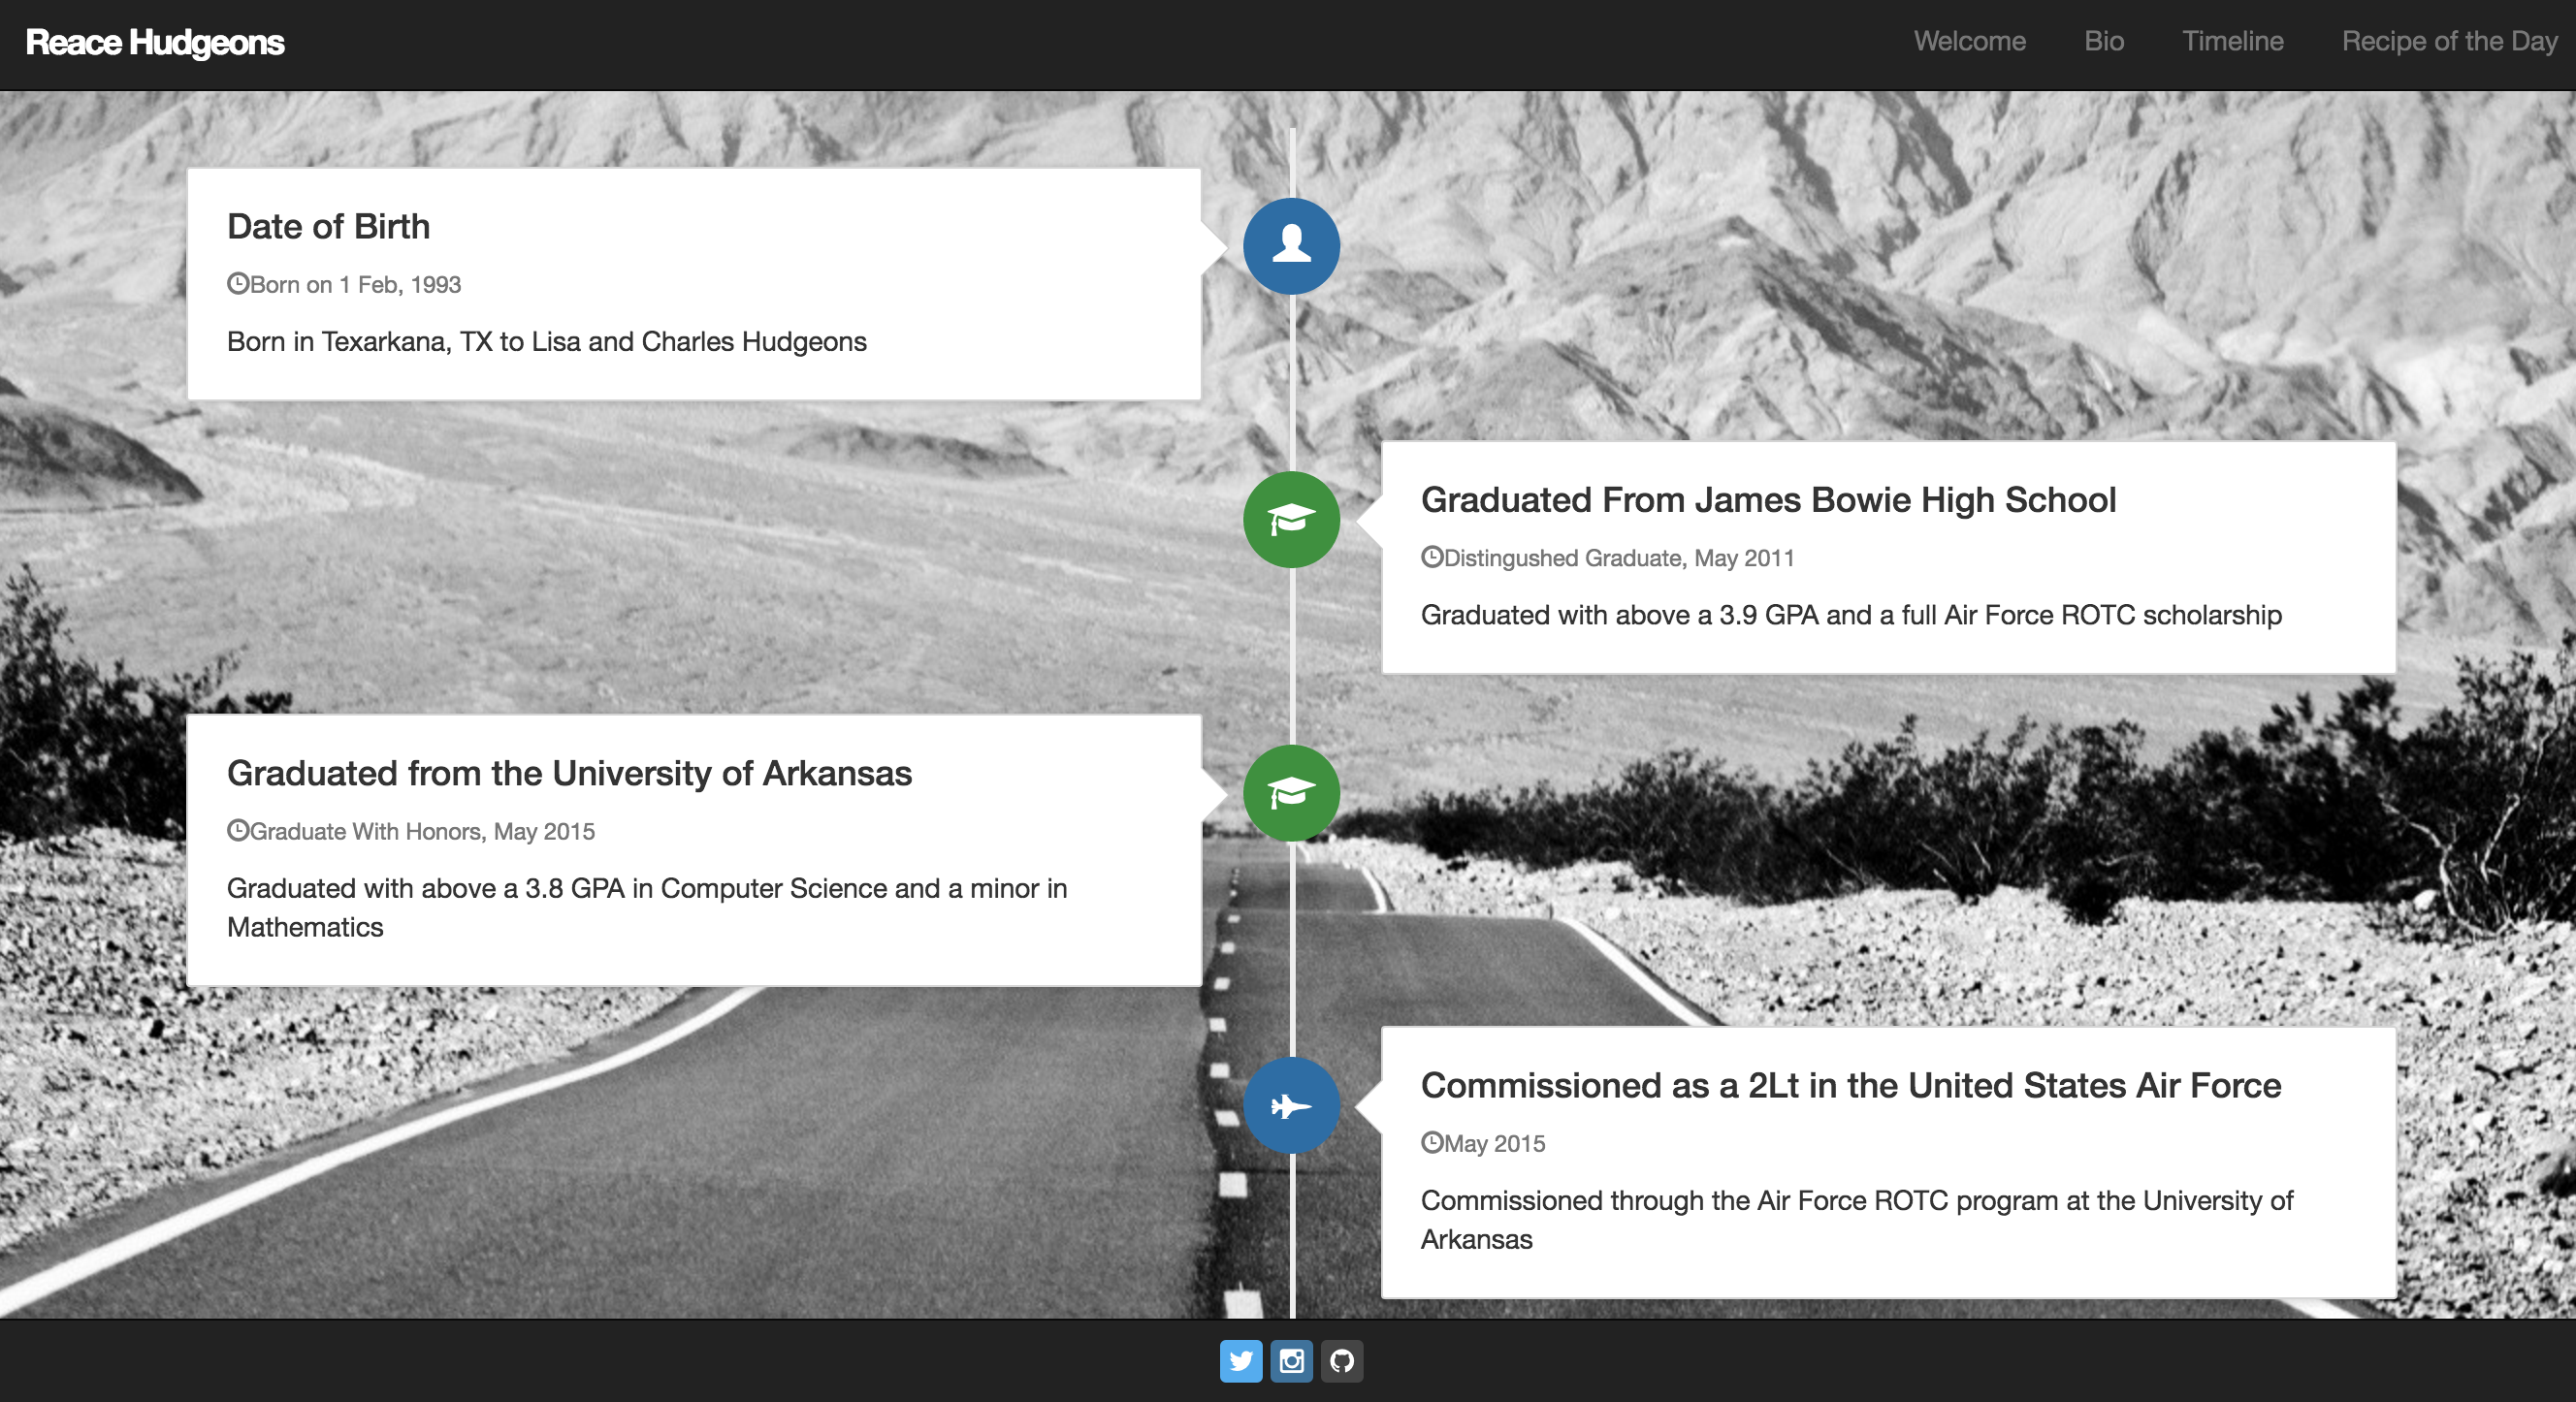 Reace Hudgeons
Welcome Bio Timeline Recipe of the Day
Date of Birth
Born on 1 Feb, 1993
Born in Texarkana, TX to Lisa and Charles Hudgeons
Graduated From James Bowie High School
Distingushed Graduate, May 2011
Graduated with above a 3.9 GPA and a full Air Force ROTC scholarship
Graduated from the University of Arkansas
Graduate With Honors, May 2015
Graduated with above a 3.8 GPA in Computer Science and a minor in
Mathematics
Commissioned as a 2Lt in the United States Air Force
May 2015
Commissioned through the Air Force ROTC program at the University of
Arkansas